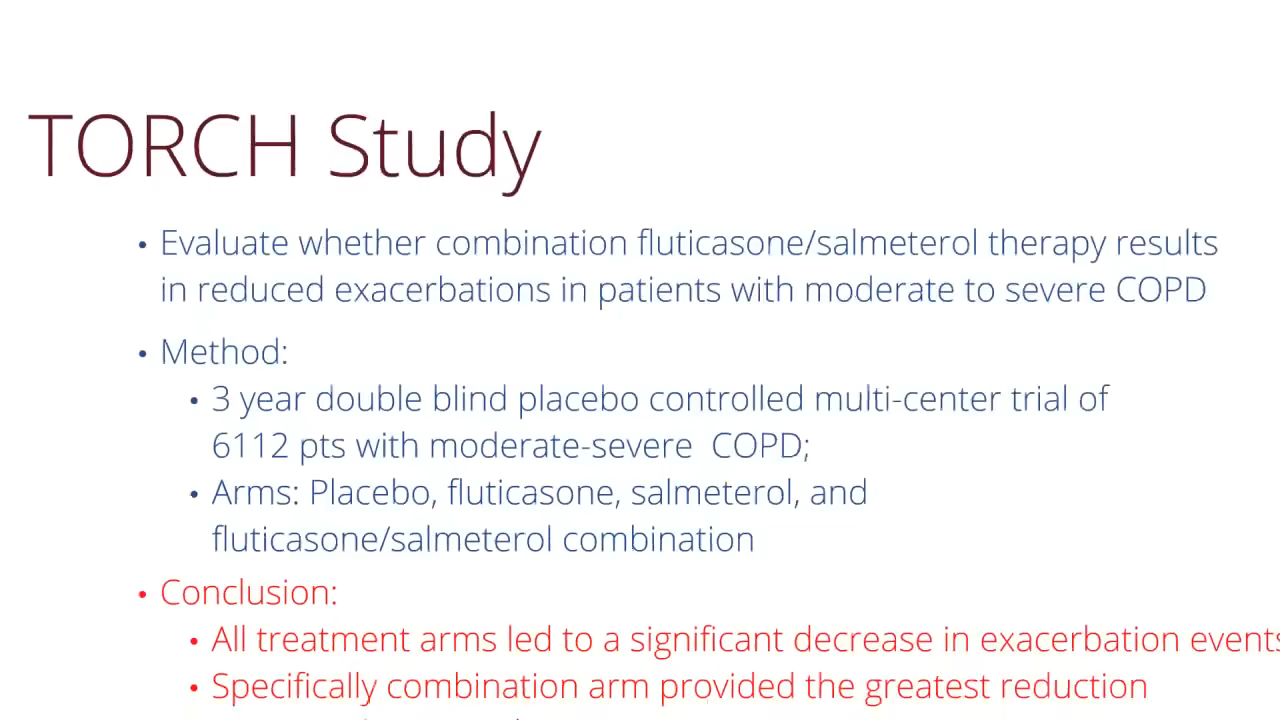 TORCH Study
• Evaluate whether combination fluticasone/salmeterol therapy results
in reduced exacerbations in patients with moderate to severe COPD
• Method:
• 3 year double blind placebo controlled multi-center trial of
6112 pts with moderate-severe COPD;
• Arms: Placebo, fluticasone, salmeterol, and
fluticasone/salmeterol combination
• Conclusion:
• All treatment arms led to a significant decrease in exacerbation events
• Specifically combination arm provided the greatest reduction